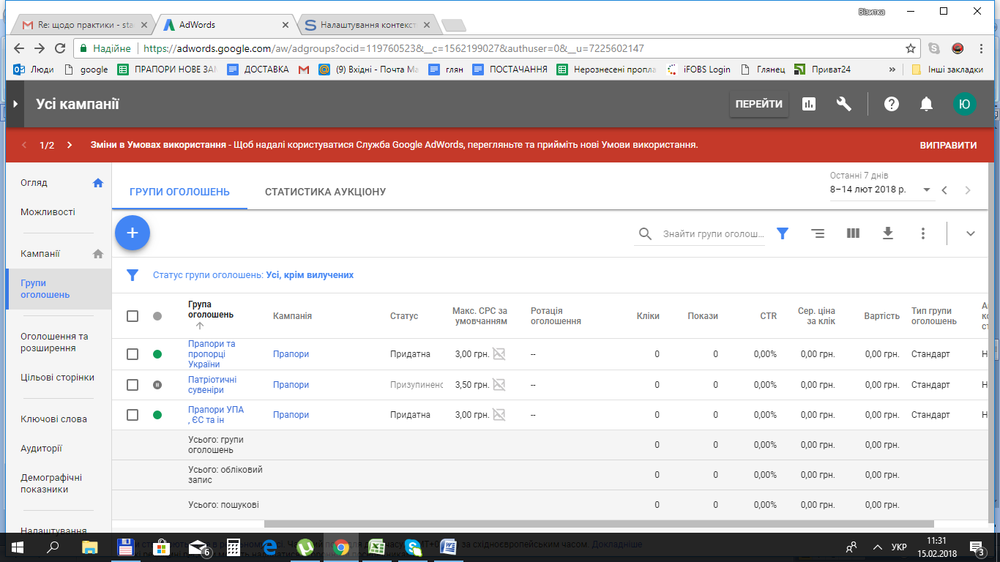 Візитка
Re: щодо практики - sta
AdWords
Налаштування контекст
Надійне
https://adwords.google.com/aw/adgroups?ocid=119760523&__c=1562199027&authuser=0&__u=7225602147
Люди
google
ПРАПОРИ НОВЕ ЗАМ
ДОСТАВКА
(9) Вхідні - Почта Ма
глян
ПОСТАЧАННЯ
Нерознесені пропла
iFOBS Login
Глянец
Приват24
»
Інші закладки
Усі кампанії
ПЕРЕЙТИ
Ю
1/2
Зміни в Умовах використання - Щоб надалі користуватися Служба Google AdWords, перегляньте та прийміть нові Умови використання.
ВИПРАВИТИ
Огляд
Можливості
Кампанії
Групи
оголошень
Оголошення та
розширення
Цільові сторінки
Ключові слова
Аудиторії
Демографічні
показники
Налаштування
ГРУПИ ОГОЛОШЕНЬ
СТАТИСТИКА АУКЦІОНУ
Останні 7 днів
8–14 лют 2018 р.
Знайти групи оголош...
Статус групи оголошень: Усі, крім вилучених
Група
оголошень
Кампанія
Статус
Макс. CPC за
умовчанням
Ротація
оголошення
Кліки
Покази
CTR
Сер. ціна
за клік
Вартість
Тип групи
оголошень
Прапори та
пропорці
України
Прапори
Придатна
3,00 грн.
--
0
0
0,00%
0,00 грн.
0,00 грн.
Стандарт
Патріотичні
сувеніри
Прапори
Призупинено
3,50 грн.
--
0
0
0,00%
0,00 грн.
0,00 грн.
Стандарт
Прапори УПА
, ЄС та ін
Прапори
Придатна
3,00 грн.
--
0
0
0,00%
0,00 грн.
0,00 грн.
Стандарт
Усього: групи
оголошень
0
0
0,00%
0,00 грн.
0,00 грн.
Усього: обліковий
запис
0
0
0,00%
0,00 грн.
0,00 грн.
Усього: пошукові
0
0
0,00%
0,00 грн.
0,00 грн.
6
УКР
11:31
15.02.2018
3